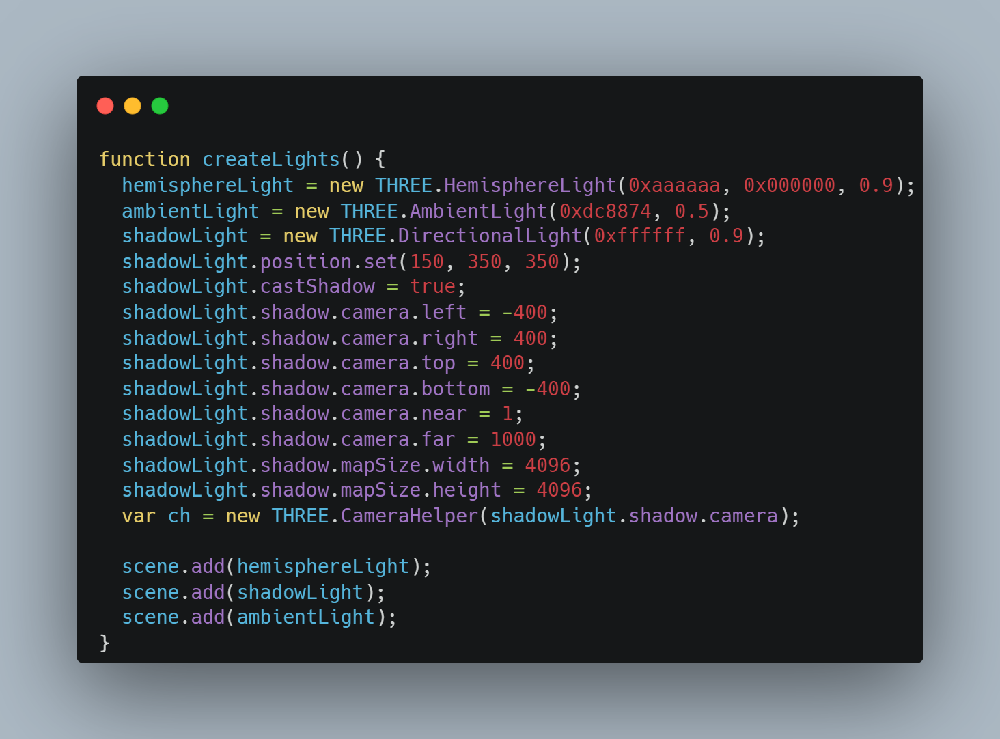 function createLights() {
  hemisphereLight = new THREE.HemisphereLight(0xaaaaaa, 0x000000, 0.9);
  ambientLight = new THREE.AmbientLight(0xdc8874, 0.5);
  shadowLight = new THREE.DirectionalLight(0xffffff, 0.9);
  shadowLight.position.set(150, 350, 350);
  shadowLight.castShadow = true;
  shadowLight.shadow.camera.left = -400;
  shadowLight.shadow.camera.right = 400;
  shadowLight.shadow.camera.top = 400;
  shadowLight.shadow.camera.bottom = -400;
  shadowLight.shadow.camera.near = 1;
  shadowLight.shadow.camera.far = 1000;
  shadowLight.shadow.mapSize.width = 4096;
  shadowLight.shadow.mapSize.height = 4096;
  var ch = new THREE.CameraHelper(shadowLight.shadow.camera);

  scene.add(hemisphereLight);
  scene.add(shadowLight);
  scene.add(ambientLight);
}